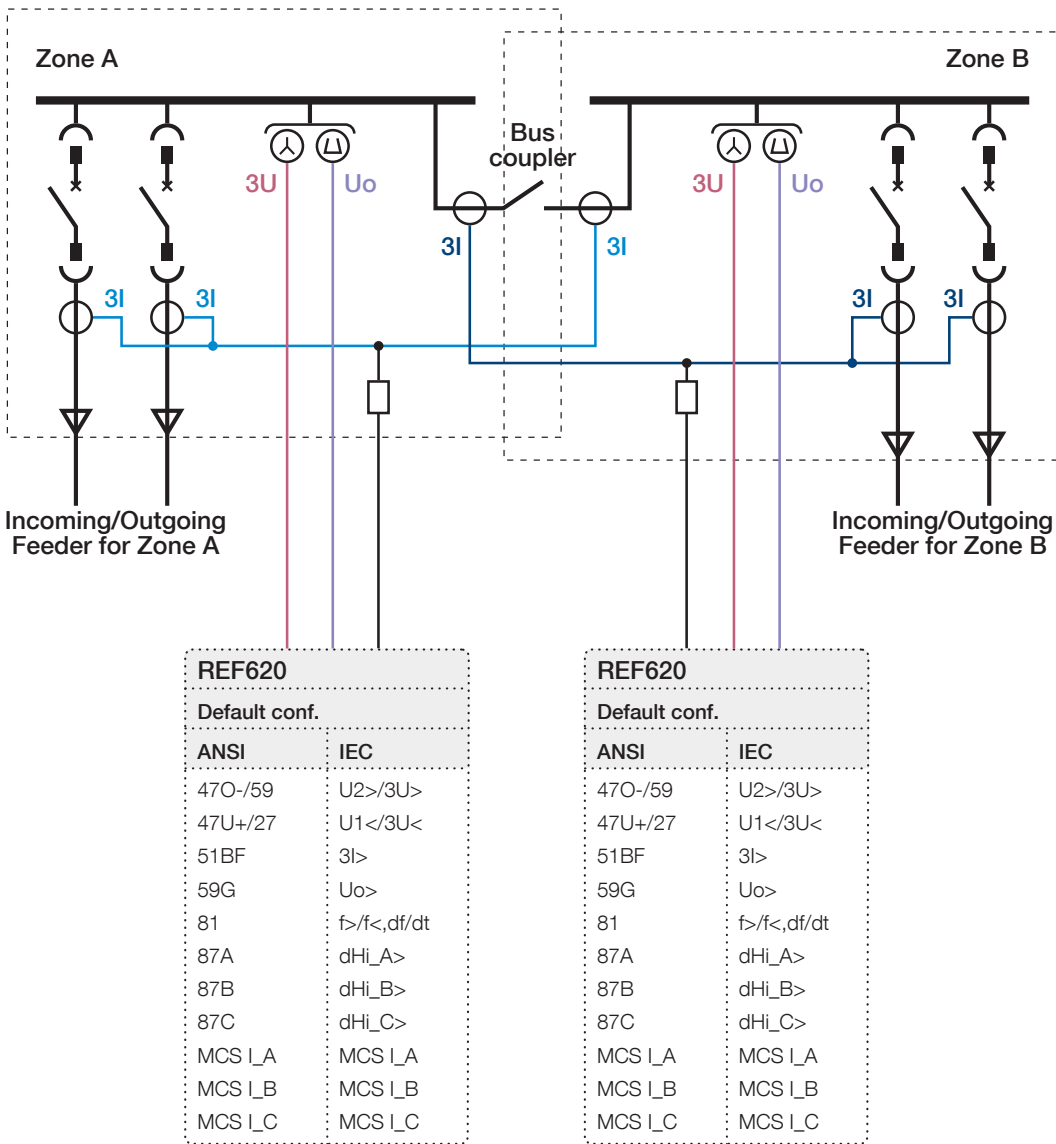 Zone A
Zone B
Bus
coupler
3U
Uo
3U
Uo
3I
3I
3I
3I
3I
3I
Incoming/Outgoing
Feeder for Zone A
Incoming/Outgoing
Feeder for Zone B
REF620
Default conf.
ANSI IEC
47O-/59 U2>/3U>
47U+/27 U1</3U<
51BF 3I>
59G Uo>
81 f>/f<,df/dt
87A dHi_A>
87B dHi_B>
87C dHi_C>
MCS I_A MCS I_A
MCS I_B MCS I_B
MCS I_C MCS I_C
REF620
Default conf.
ANSI IEC
47O-/59 U2>/3U>
47U+/27 U1</3U<
51BF 3I>
59G Uo>
81 f>/f<,df/dt
87A dHi_A>
87B dHi_B>
87C dHi_C>
MCS I_A MCS I_A
MCS I_B MCS I_B
MCS I_C MCS I_C